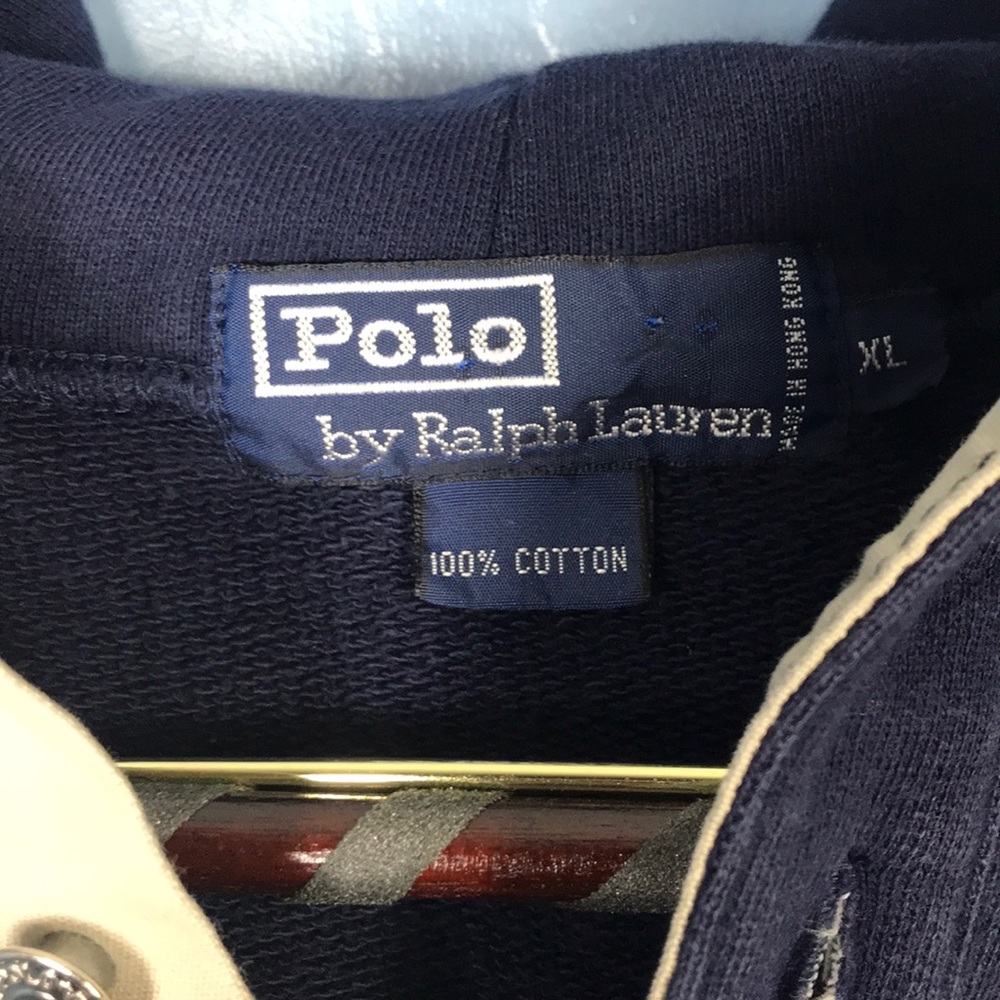 Polo
by Ralph Lauren
MADE IN HONG KONG
XL
100% COTTON